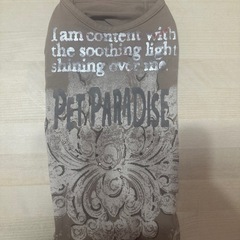 I am content with
the soothing light
shining over me.
PET PARADISE